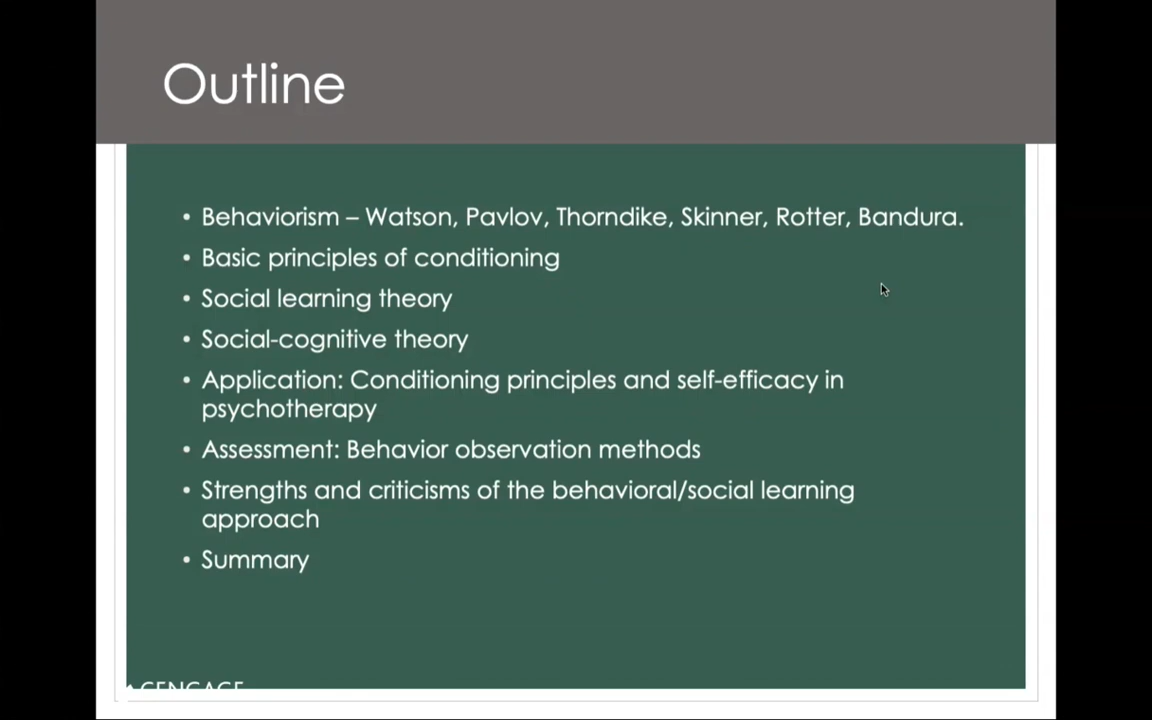 Outline
• Behaviorism – Watson, Pavlov, Thorndike, Skinner, Rotter, Bandura.
• Basic principles of conditioning
• Social learning theory
• Social-cognitive theory
• Application: Conditioning principles and self-efficacy in
psychotherapy
• Assessment: Behavior observation methods
• Strengths and criticisms of the behavioral/social learning
approach
• Summary
CENGAGE